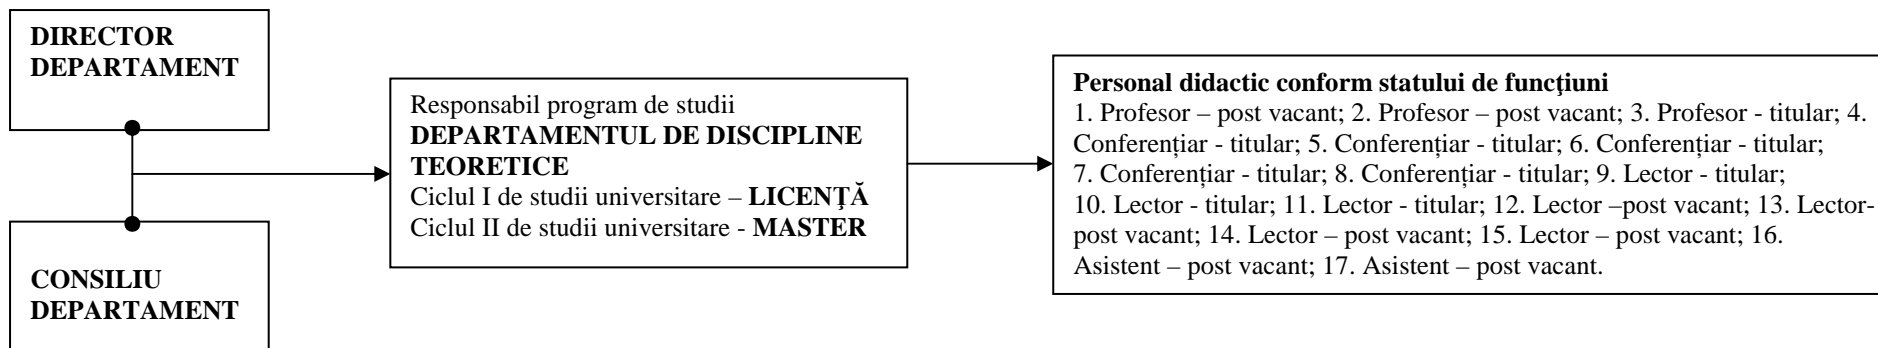 DIRECTOR
DEPARTAMENT
CONSILIU
DEPARTAMENT
Responsabil program de studii
DEPARTAMENTUL DE DISCIPLINE
TEORETICE
Ciclul I de studii universitare – LICENŢĂ
Ciclul II de studii universitare - MASTER
Personal didactic conform statului de funcţiuni
1. Profesor – post vacant; 2. Profesor – post vacant; 3. Profesor - titular; 4.
Conferențiar - titular; 5. Conferențiar - titular; 6. Conferențiar - titular;
7. Conferențiar - titular; 8. Conferențiar - titular; 9. Lector - titular;
10. Lector - titular; 11. Lector - titular; 12. Lector –post vacant; 13. Lector-
post vacant; 14. Lector – post vacant; 15. Lector – post vacant; 16.
Asistent – post vacant; 17. Asistent – post vacant.